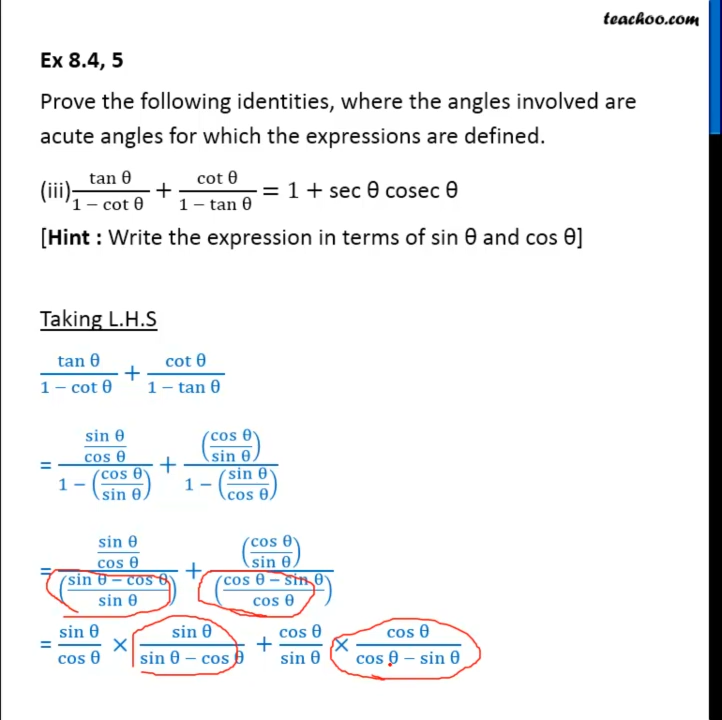 teachoo.com
Ex 8.4, 5
Prove the following identities, where the angles involved are
acute angles for which the expressions are defined.
(iii) tan θ/(1 − cot θ) + cot θ/(1 − tan θ) = 1 + sec θ cosec θ
[Hint : Write the expression in terms of sin θ and cos θ]
Taking L.H.S
tan θ/(1 − cot θ) + cot θ/(1 − tan θ)
= (sin θ/cos θ)/(1 − (cos θ/sin θ)) + (cos θ/sin θ)/(1 − (sin θ/cos θ))
= (sin θ/cos θ)/((sin θ − cos θ)/sin θ) + (cos θ/sin θ)/((cos θ − sin θ)/cos θ)
= sin θ/cos θ × sin θ/(sin θ − cos θ) + cos θ/sin θ × cos θ/(cos θ − sin θ)